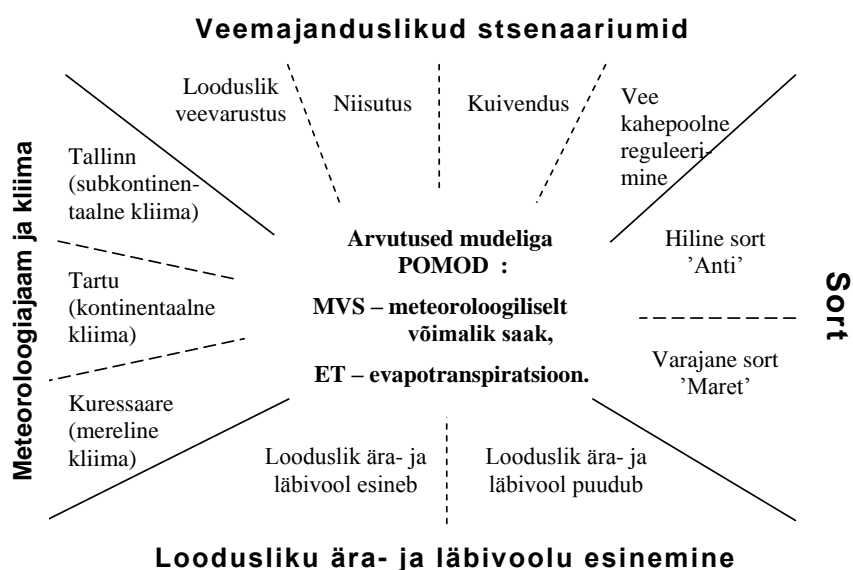 Veemajanduslikud stsenaariumid
Looduslik
veevarustus
Niisutus
Kuivendus
Vee
kahepoolne
reguleeri-
mine
Meteoroloogiajaam ja kliima
Tallinn
(subkontinen-
taalne kliima)
Tartu
(kontinentaalne
kliima)
Kuressaare
(mereline
kliima)
Arvutused mudeliga
POMOD :
MVS – meteoroloogiliselt
võimalik saak,
ET – evapotranspiratsioon.
Hiline sort
’Anti’
Varajane sort
’Maret’
Sort
Looduslik ära- ja
läbivool esineb
Looduslik ära- ja
läbivool puudub
Loodusliku ära- ja läbivoolu esinemine